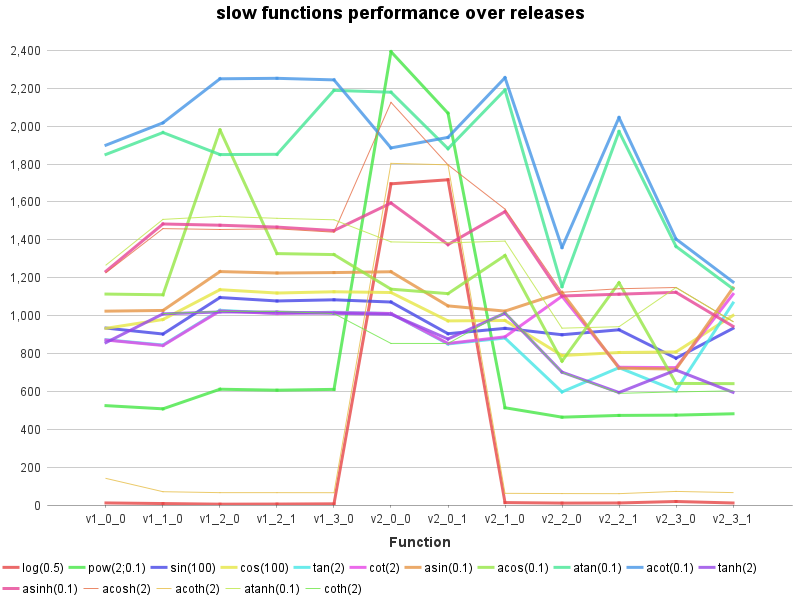 slow functions performance over releases
2,400
2,200
2,000
1,800
1,600
1,400
1,200
1,000
800
600
400
200
0
v1_0_0 v1_1_0 v1_2_0 v1_2_1 v1_3_0 v2_0_0 v2_0_1 v2_1_0 v2_2_0 v2_2_1 v2_3_0 v2_3_1
Function
log(0.5) pow(2;0.1) sin(100) cos(100) tan(2) cot(2) asin(0.1) acos(0.1) atan(0.1) acot(0.1) tanh(2)
asinh(0.1) acosh(2) acoth(2) atanh(0.1) coth(2)